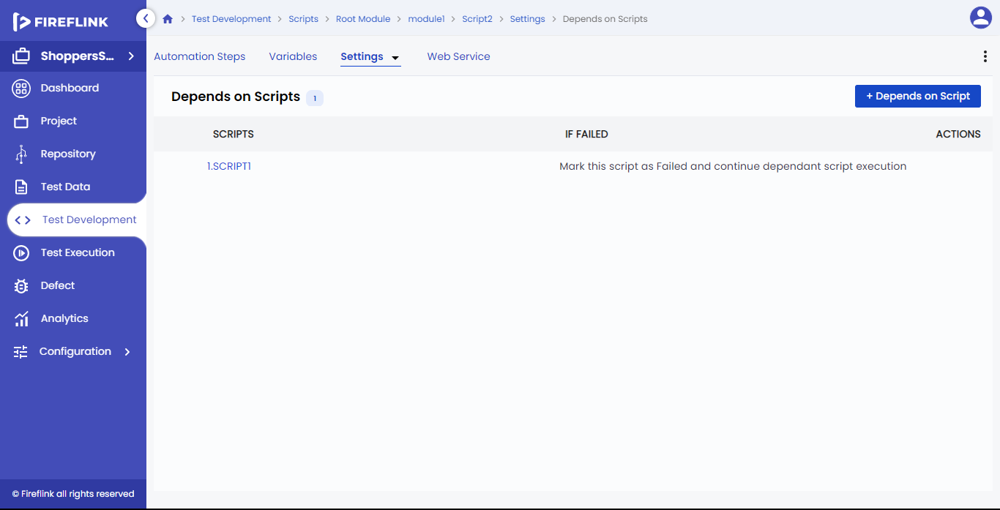 FIREFLINK
Test Development > Scripts > Root Module > module1 > Script2 > Settings > Depends on Scripts
ShoppersS...
Automation Steps Variables Settings Web Service
Dashboard
Project
Repository
Test Data
Test Development
Test Execution
Defect
Analytics
Configuration
© Fireflink all rights reserved
Depends on Scripts 1
+ Depends on Script
SCRIPTS IF FAILED ACTIONS
1.SCRIPT1 Mark this script as Failed and continue dependant script execution